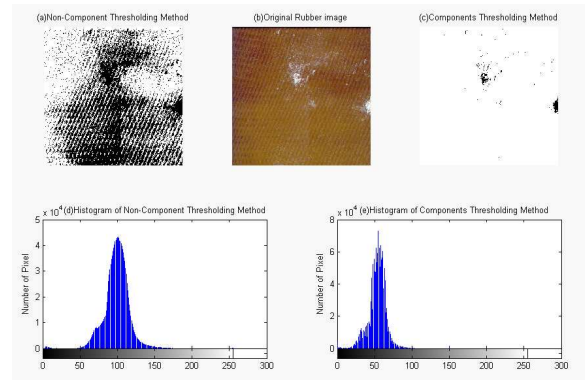 (a)Non-Component Thresholding Method
(b)Original Rubber image
(c)Components Thresholding Method
x 10^4 (d)Histogram of Non-Component Thresholding Method
5
4
3
2
1
0
Number of Pixel
0 50 100 150 200 250 300
x 10^4 (e)Histogram of Components Thresholding Method
8
6
4
2
0
Number of Pixel
0 50 100 150 200 250 300